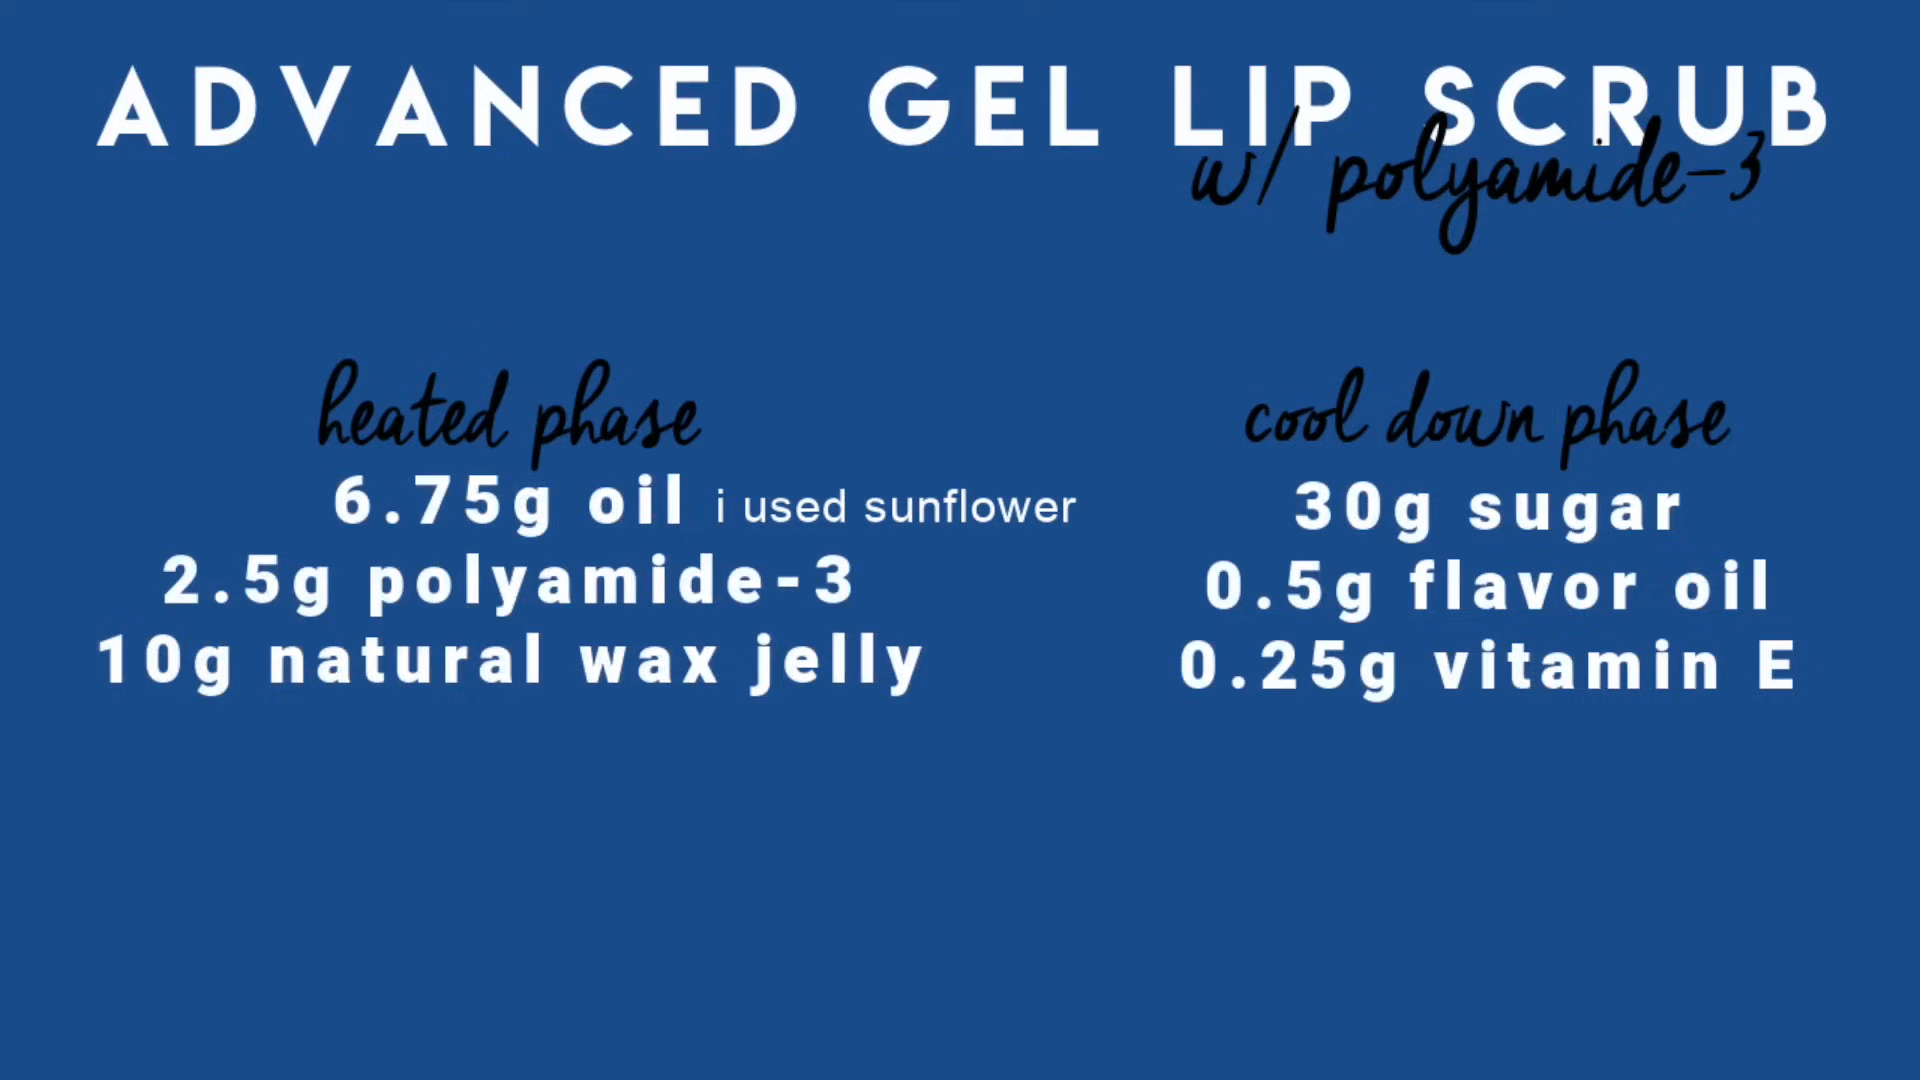 ADVANCED GEL LIP SCRUB
w/ polyamide-3
heated phase
6.75g oil i used sunflower
2.5g polyamide-3
10g natural wax jelly
cool down phase
30g sugar
0.5g flavor oil
0.25g vitamin E